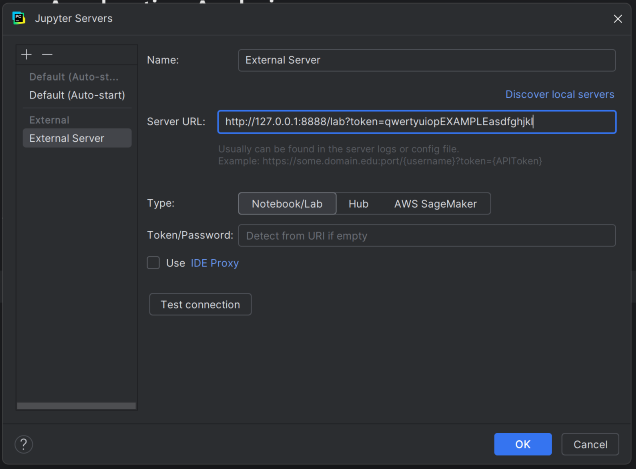 Jupyter Servers
Default (Auto-st...
Default (Auto-start)
External
External Server
Name:
External Server
Discover local servers
Server URL:
http://127.0.0.1:8888/lab?token=qwertyuiopEXAMPLEasdfghjkl
Usually can be found in the server logs or config file.
Example: https://some.domain.edu:port/{username}?token={APIToken}
Type:
Notebook/Lab
Hub
AWS SageMaker
Token/Password:
Detect from URI if empty
Use IDE Proxy
Test connection
?
OK
Cancel